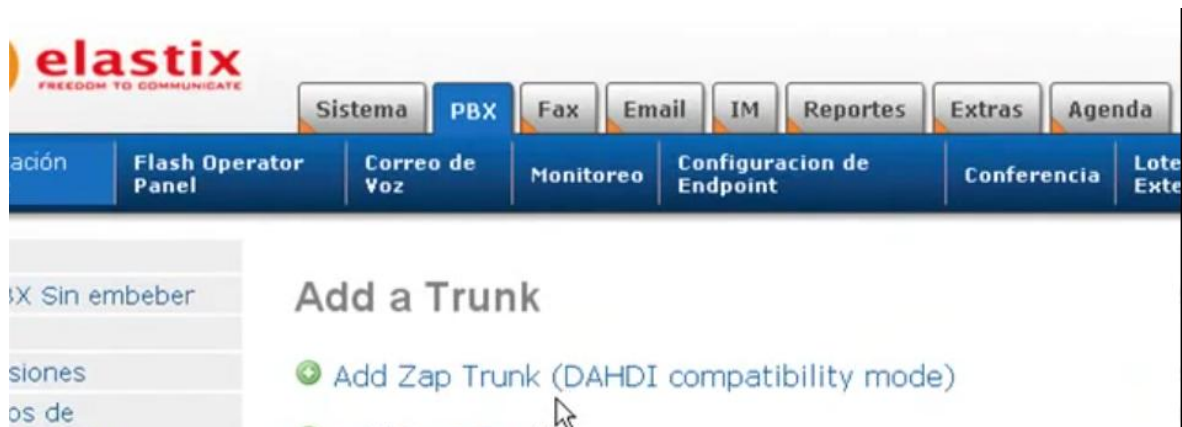 elastix
FREEDOM TO COMMUNICATE
Sistema PBX Fax Email IM Reportes Extras Agenda
ación Flash Operator Panel Correo de Voz Monitoreo Configuracion de Endpoint Conferencia Lote Exte
X Sin embeber
Add a Trunk
siones
Add Zap Trunk (DAHDI compatibility mode)
os de